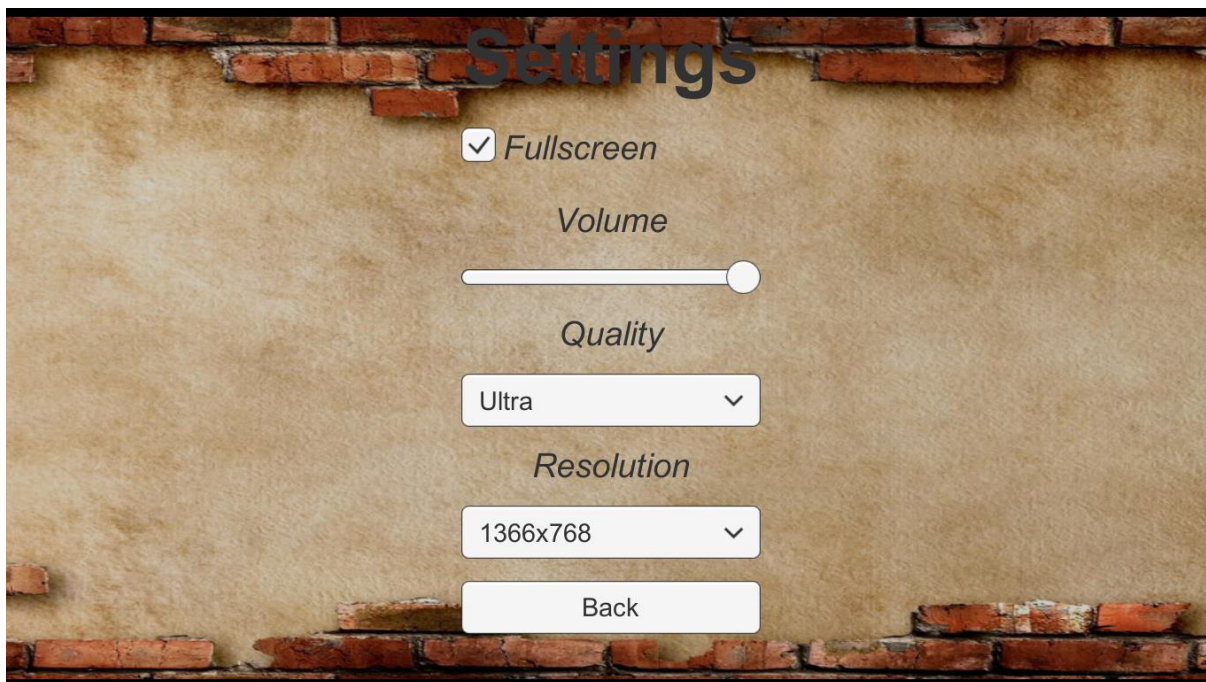 Settings
Fullscreen
Volume
Quality
Ultra
Resolution
1366x768
Back